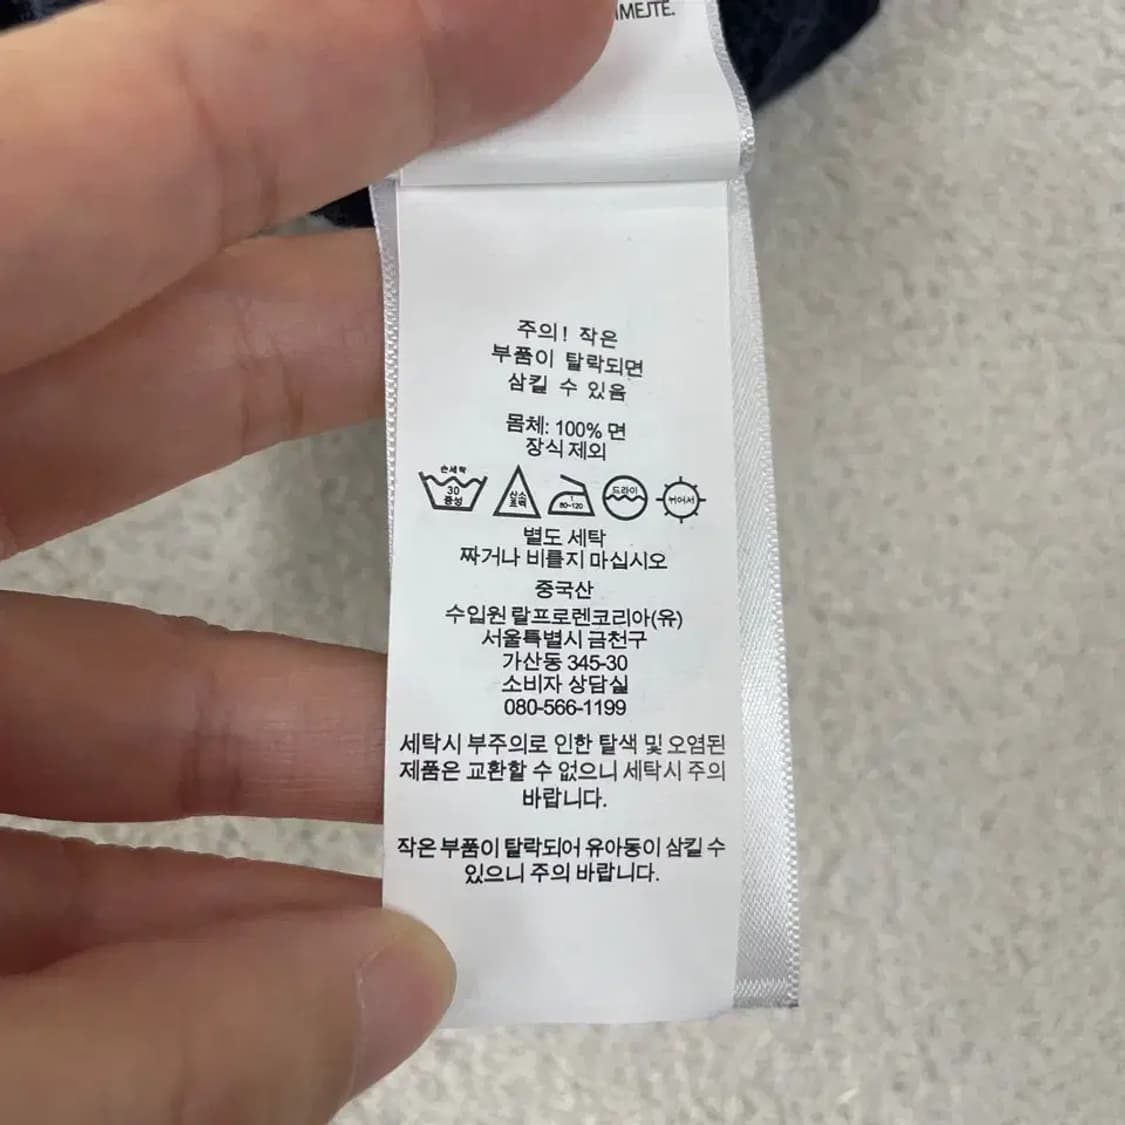 IMEJTE.
주의! 작은
부품이 탈락되면
삼킬 수 있음
몸체: 100% 면
장식 제외
손세탁
30
중성
산소
표백
1
80~120
드라이
뉘어서
별도 세탁
짜거나 비틀지 마십시오
중국산
수입원 랄프로렌코리아(유)
서울특별시 금천구
가산동 345-30
소비자 상담실
080-566-1199
세탁시 부주의로 인한 탈색 및 오염된
제품은 교환할 수 없으니 세탁시 주의
바랍니다.
작은 부품이 탈락되어 유아동이 삼킬 수
있으니 주의 바랍니다.